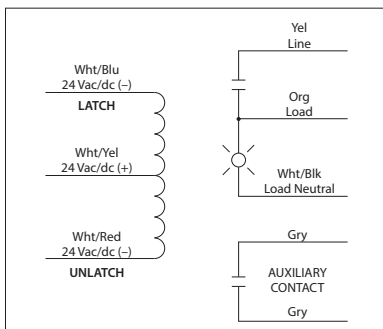 Wht/Blu
24 Vac/dc (–)
LATCH
Wht/Yel
24 Vac/dc (+)
Wht/Red
24 Vac/dc (–)
UNLATCH
Yel
Line
Org
Load
Wht/Blk
Load Neutral
Gry
AUXILIARY
CONTACT
Gry